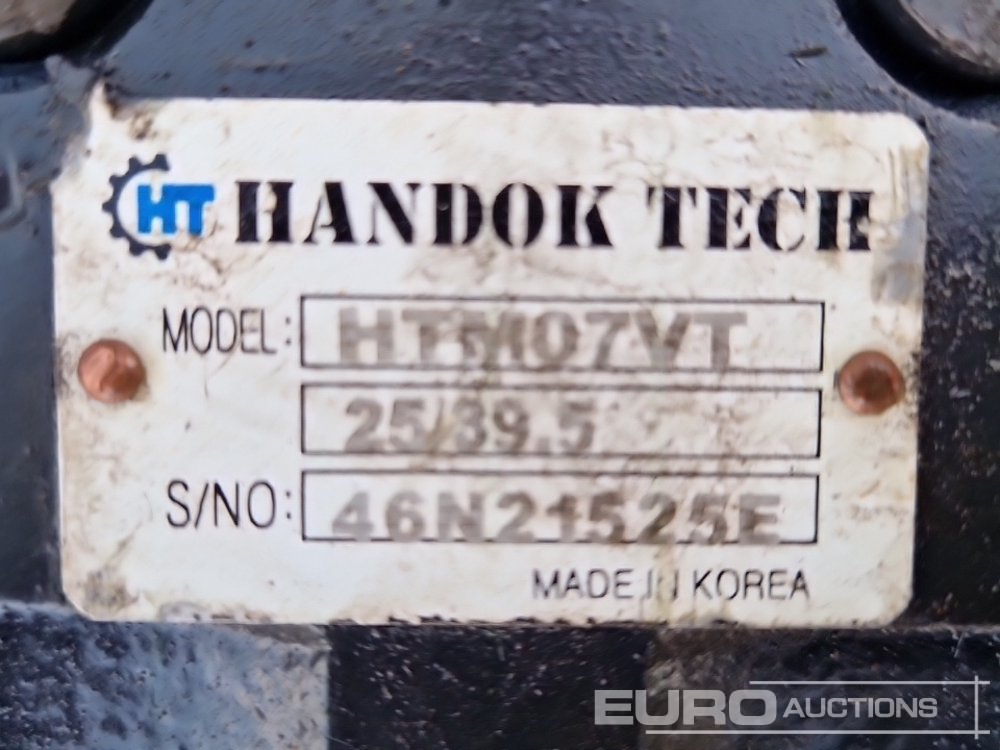 HT HANDOK TECH
MODEL: HTM07VT
25/39.5
S/NO: 46N21525E
MADE IN KOREA
EURO AUCTIONS